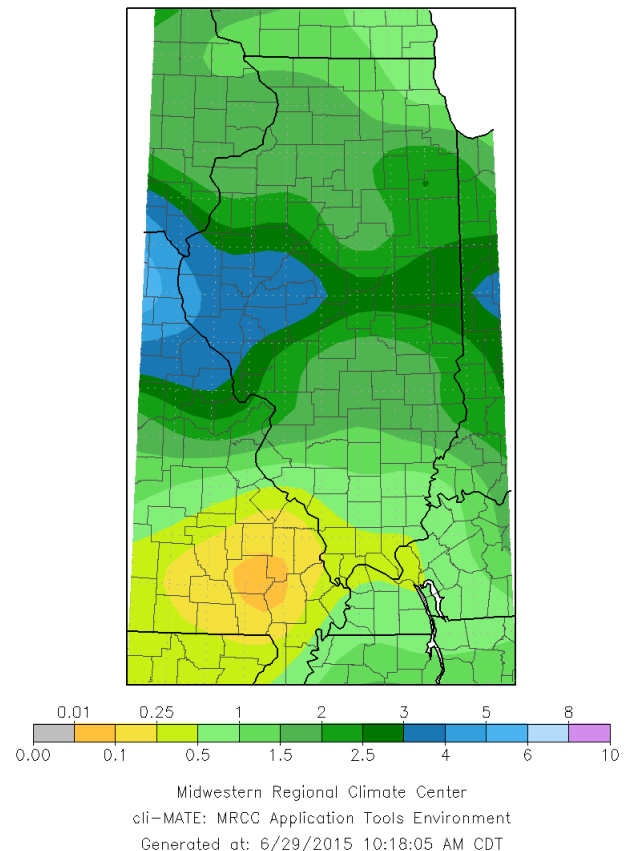 0.01 0.25 1 2 3 5 8
0.00 0.1 0.5 1.5 2.5 4 6 10
Midwestern Regional Climate Center
cli-MATE: MRCC Application Tools Environment
Generated at: 6/29/2015 10:18:05 AM CDT